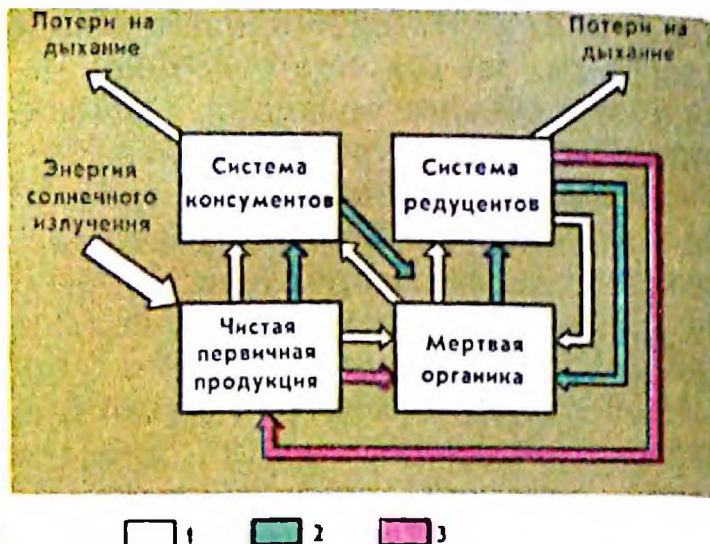 Потери на
дыхание
Потери на
дыхание
Энергия
солнечного
излучения
Система
консументов
Система
редуцентов
Чистая
первичная
продукция
Мертвая
органика
1
2
3